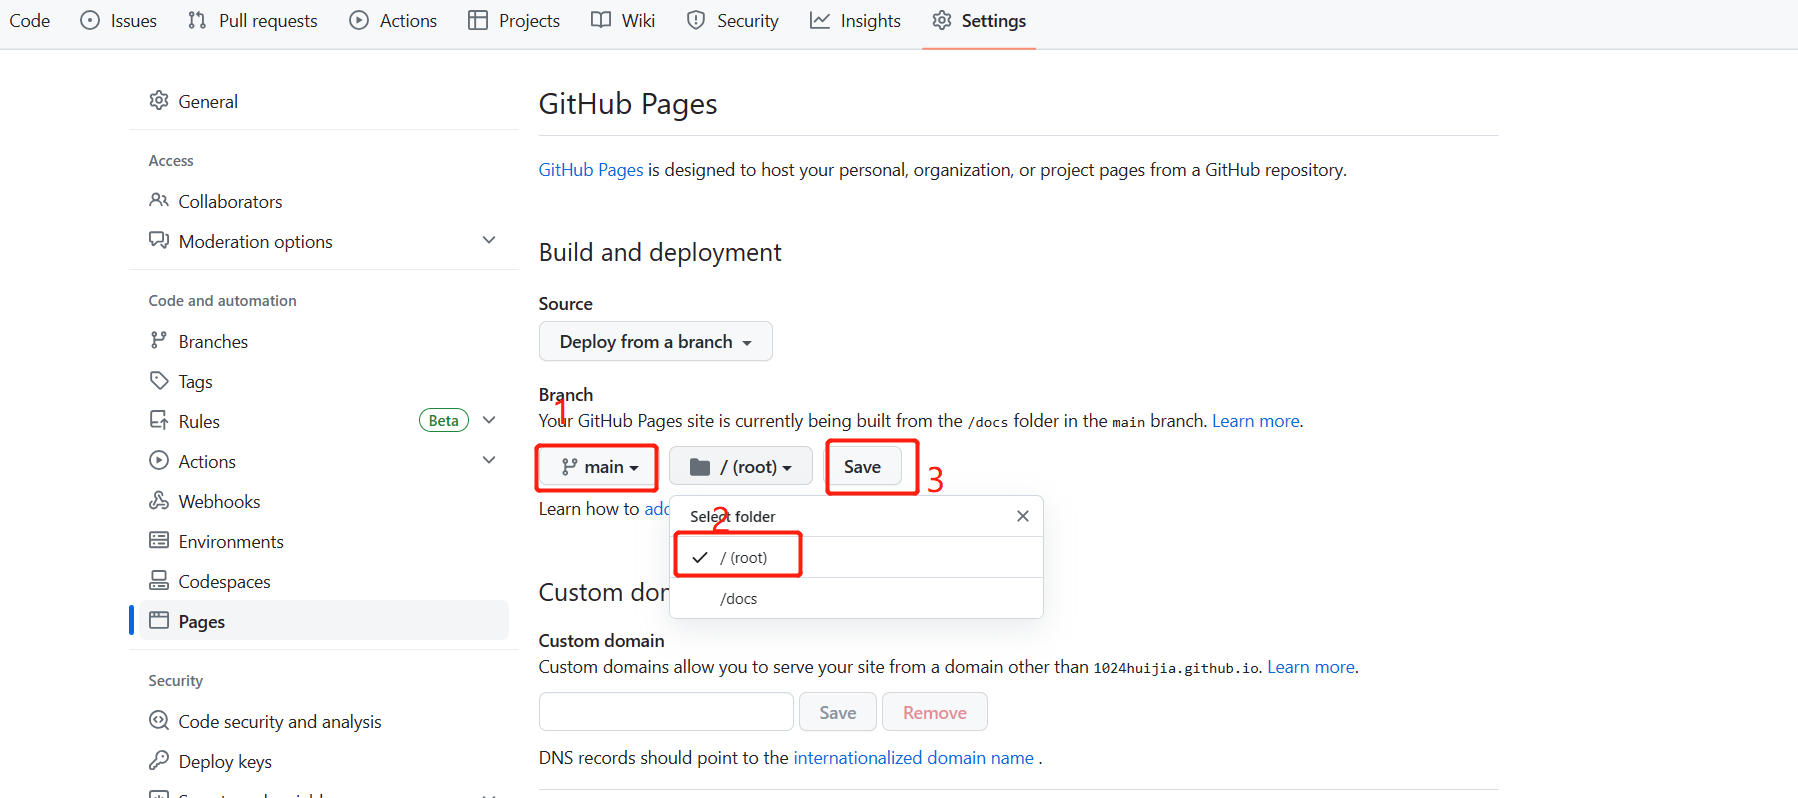 Code Issues Pull requests Actions Projects Wiki Security Insights Settings
General
Access
Collaborators
Moderation options
Code and automation
Branches
Tags
Rules Beta
Actions
Webhooks
Environments
Codespaces
Pages
Security
Code security and analysis
Deploy keys
GitHub Pages
GitHub Pages is designed to host your personal, organization, or project pages from a GitHub repository.
Build and deployment
Source
Deploy from a branch
Branch
1
Your GitHub Pages site is currently being built from the /docs folder in the main branch. Learn more.
main / (root) Save
3
Learn how to add
Select folder
2
/ (root)
/docs
Custom dor
Custom domain
Custom domains allow you to serve your site from a domain other than 1024huijia.github.io. Learn more.
Save Remove
DNS records should point to the internationalized domain name .